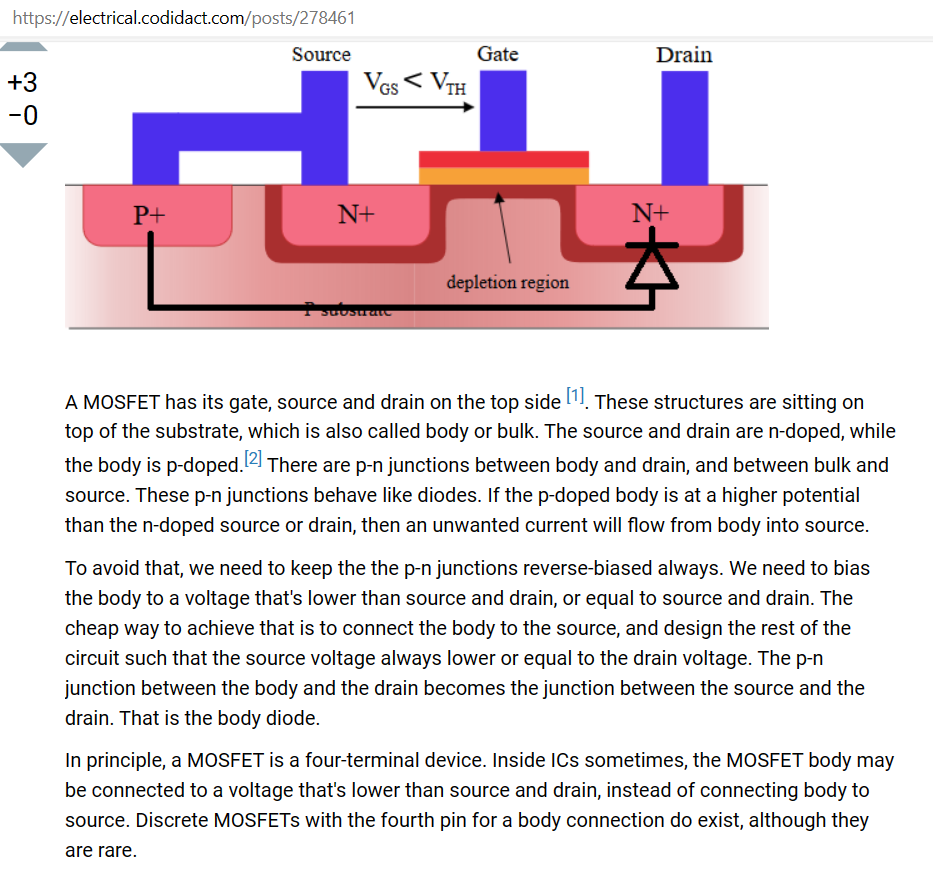 https://electrical.codidact.com/posts/278461
Source
Gate
Drain
+3
−0
VGS < VTH
P+
N+
N+
depletion region
P substrate
A MOSFET has its gate, source and drain on the top side [1]. These structures are sitting on
top of the substrate, which is also called body or bulk. The source and drain are n-doped, while
the body is p-doped.[2] There are p-n junctions between body and drain, and between bulk and
source. These p-n junctions behave like diodes. If the p-doped body is at a higher potential
than the n-doped source or drain, then an unwanted current will flow from body into source.
To avoid that, we need to keep the the p-n junctions reverse-biased always. We need to bias
the body to a voltage that's lower than source and drain, or equal to source and drain. The
cheap way to achieve that is to connect the body to the source, and design the rest of the
circuit such that the source voltage always lower or equal to the drain voltage. The p-n
junction between the body and the drain becomes the junction between the source and the
drain. That is the body diode.
In principle, a MOSFET is a four-terminal device. Inside ICs sometimes, the MOSFET body may
be connected to a voltage that's lower than source and drain, instead of connecting body to
source. Discrete MOSFETs with the fourth pin for a body connection do exist, although they
are rare.